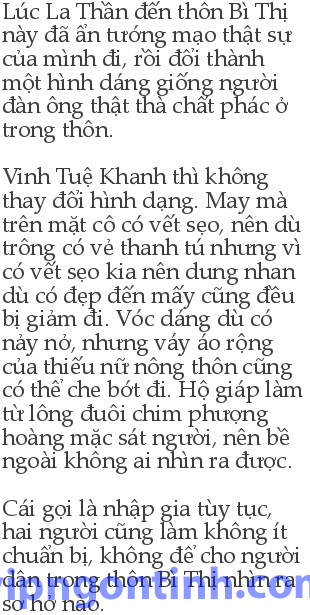 Lúc La Thần đến thôn Bì Thị
này đã ẩn tướng mạo thật sự
của mình đi, rồi đổi thành
một hình dáng giống người
đàn ông thật thà chất phác ở
trong thôn.
Vinh Tuệ Khanh thì không
thay đổi hình dạng. May mà
trên mặt cô có vết sẹo, nên dù
trông có vẻ thanh tú nhưng vì
có vết sẹo kia nên dung nhan
dù có đẹp đến mấy cũng đều
bị giảm đi. Vóc dáng dù có
nảy nở, nhưng váy áo rộng
của thiếu nữ nông thôn cũng
có thể che bớt đi. Hộ giáp làm
từ lông đuôi chim phượng
hoàng mặc sát người, nên bề
ngoài không ai nhìn ra được.
Cái gọi là nhập gia tùy tục,
hai người cũng làm không ít
chuẩn bị, không để cho người
dân trong thôn Bì Thị nhìn ra
sơ hở nào.
vipngontinh.com